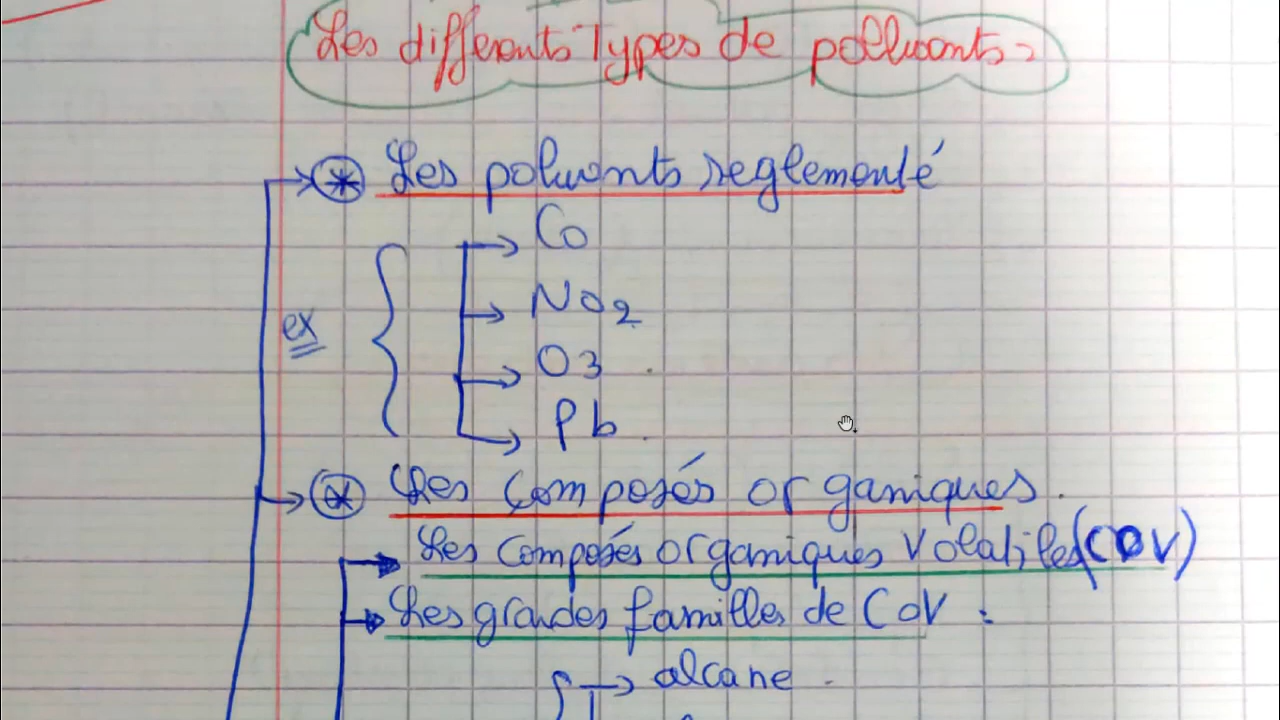 Les differents Types de polluants :
* Les poluants reglementé
Co
NO2
ex
O3
Pb
* Les composés organiques.
Les composés organiques volatiles (COV)
Les grandes familles de COV :
alcane